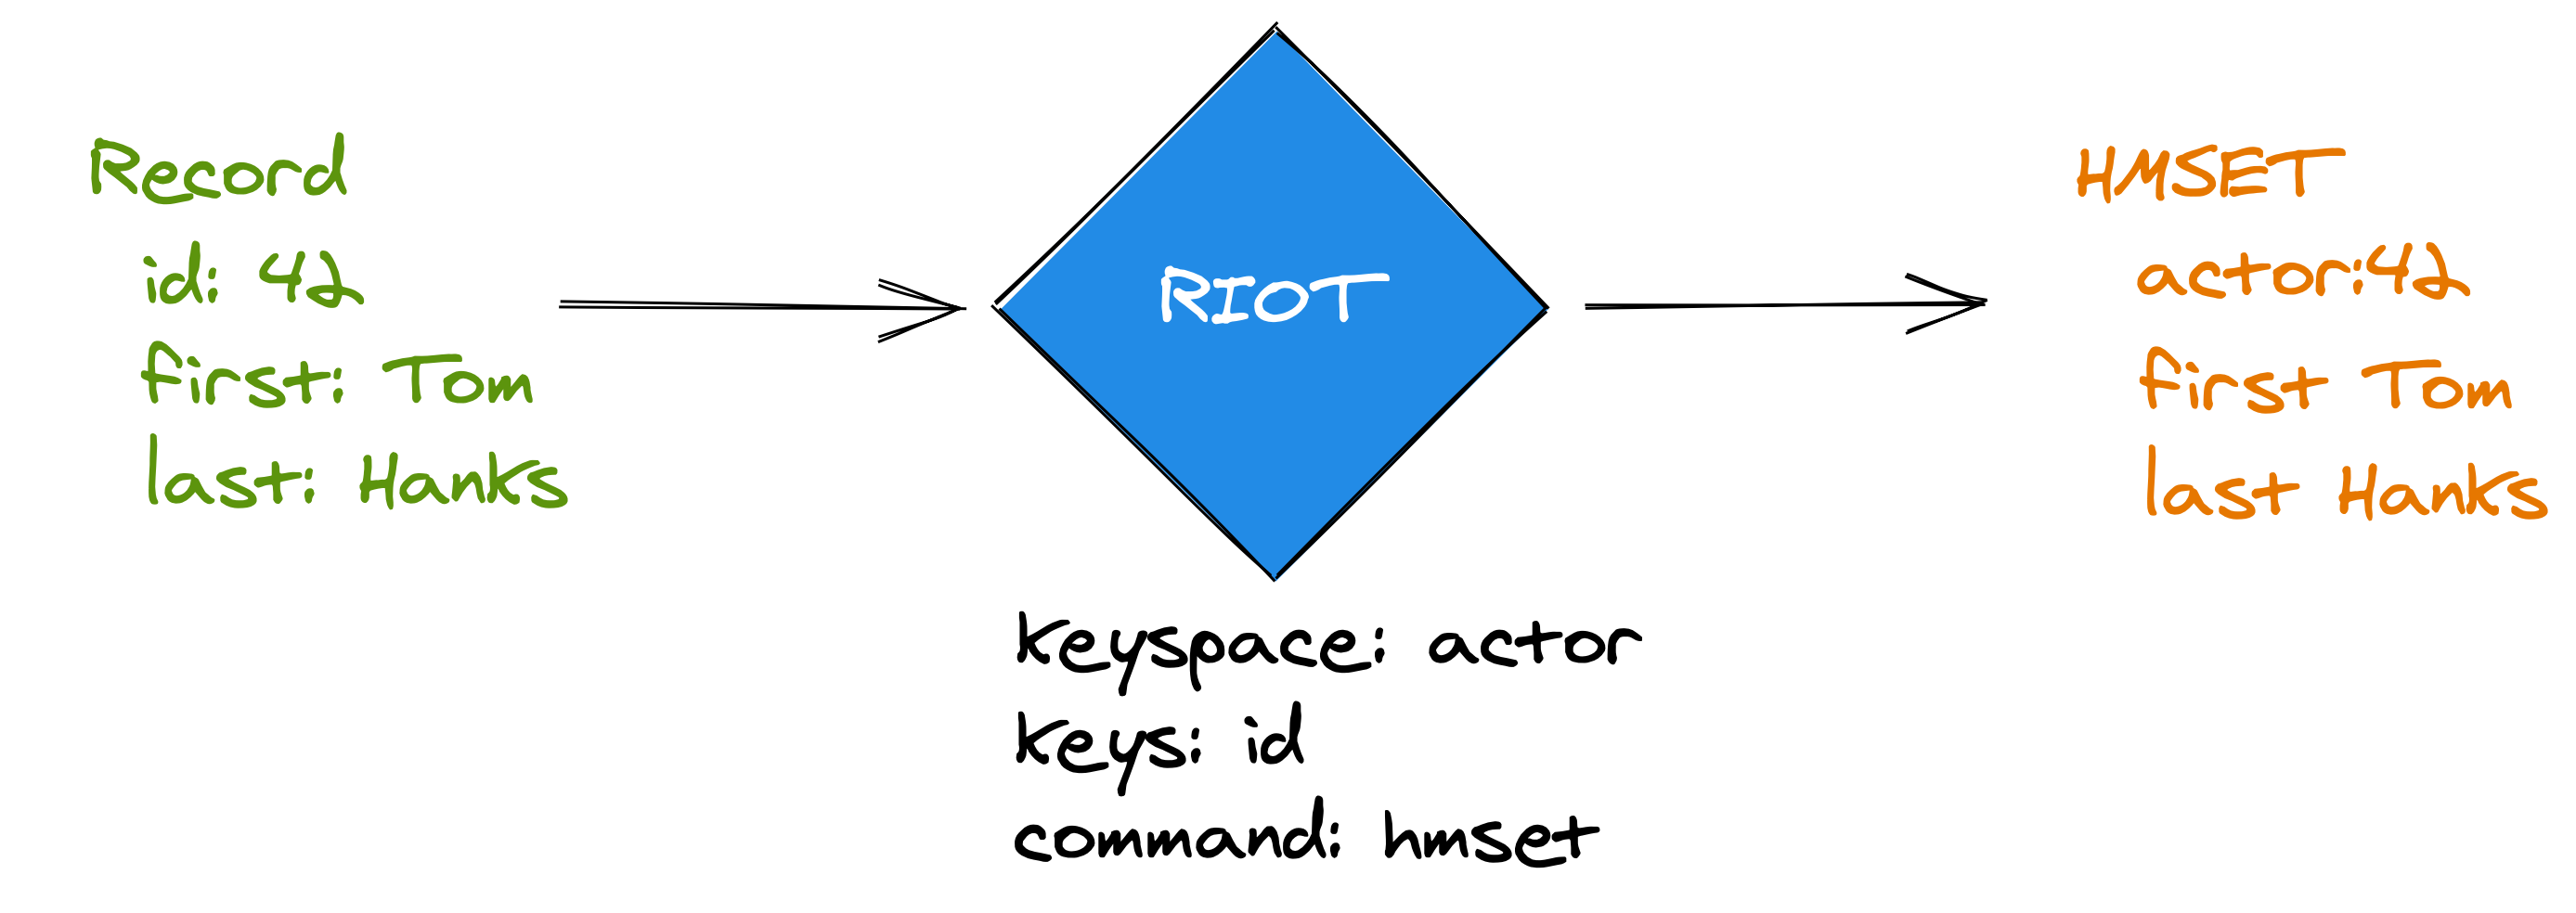 Record
id: 42
first: Tom
last: Hanks
RIOT
keyspace: actor
keys: id
command: hmset
HMSET
actor:42
first Tom
last Hanks